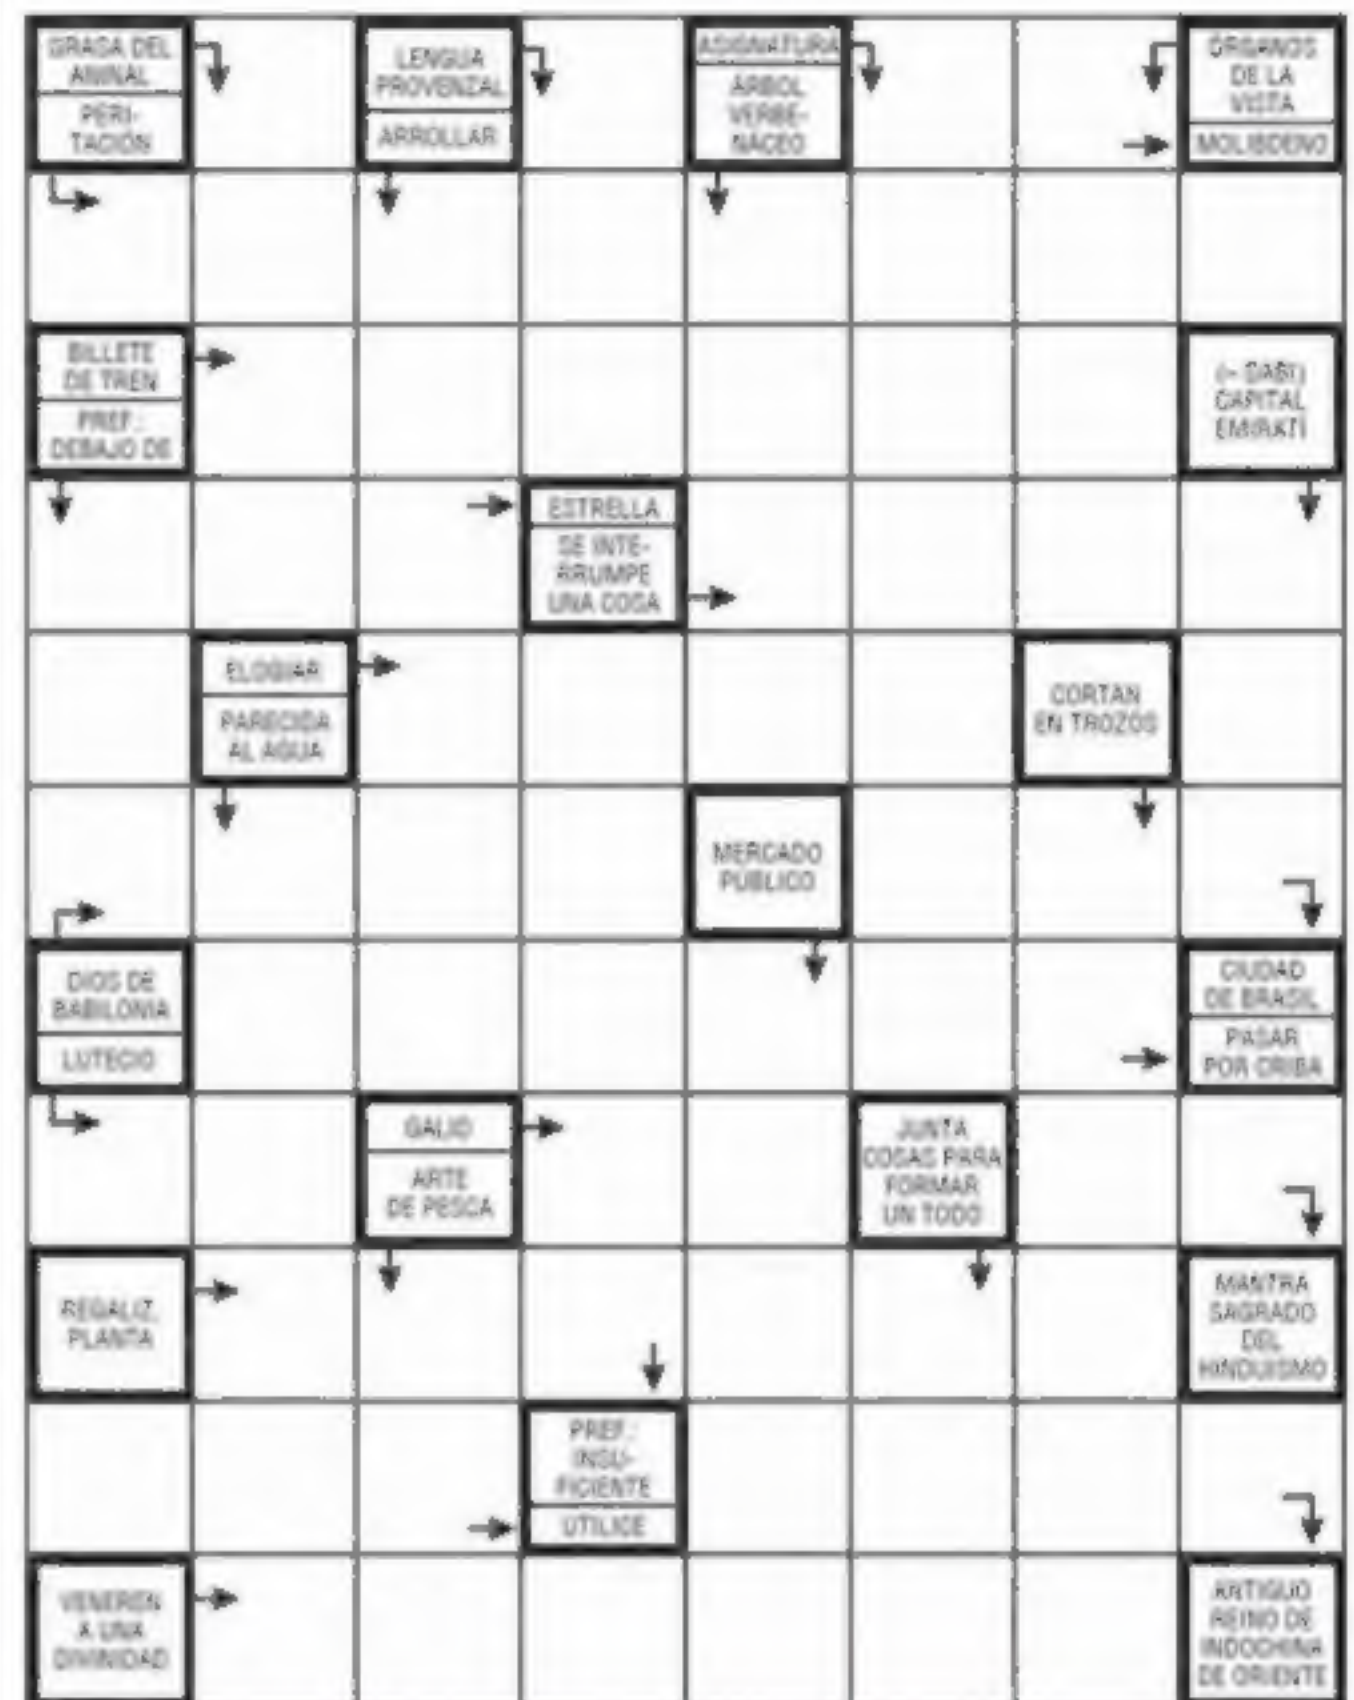 GRASA DEL
ANIMAL
PERI-
TACIÓN
LENGUA
PROVENZAL
ARROLLAR
ASIGNATURA
ÁRBOL
VERBE-
NÁCEO
ÓRGANOS
DE LA
VISTA
MOLIBDENO
BILLETE
DE TREN
PREF.:
DEBAJO DE
(~ DABI)
CAPITAL
EMIRATÍ
ESTRELLA
SE INTE-
RRUMPE
UNA COSA
ELOGIAR
PARECIDA
AL AGUA
CORTAN
EN TROZOS
MERCADO
PÚBLICO
DIOS DE
BABILONIA
LUTECIO
CIUDAD
DE BRASIL
PASAR
POR CRIBA
GALIO
ARTE
DE PESCA
JUNTA
COSAS PARA
FORMAR
UN TODO
REGALIZ,
PLANTA
MANTRA
SAGRADO
DEL
HINDUISMO
PREF.:
INSU-
FICIENTE
UTILICE
VENEREN
A UNA
DIVINIDAD
ANTIGUO
REINO DE
INDOCHINA
DE ORIENTE